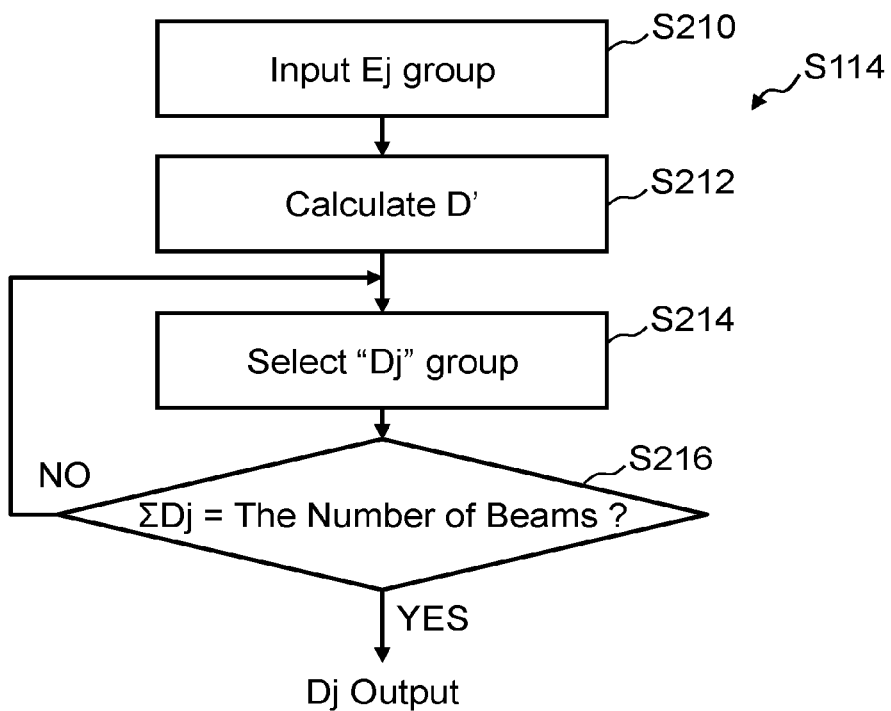 S210
Input Ej group
S114
S212
Calculate D’
S214
Select “Dj” group
S216
NO
ΣDj = The Number of Beams ?
YES
Dj Output